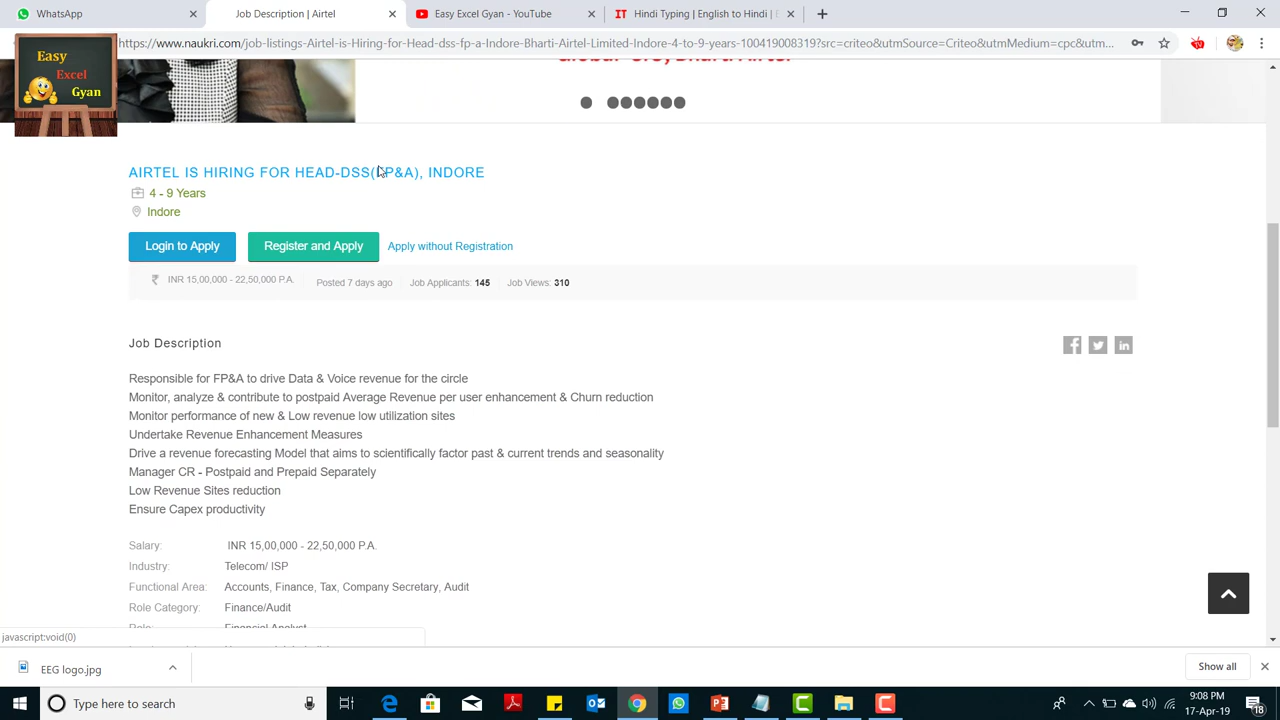 WhatsApp
Job Description | Airtel
Easy Excel Gyan - YouTube
IT Hindi Typing | English to Hindi |
https://www.naukri.com/job-listings-Airtel-is-Hiring-for-Head-dss-fp-a-Indore-Bharti-Airtel-Limited-Indore-4-to-9-years-100419008319?src=criteo&utmSource=Criteo&utmMedium=cpc&utm...
Easy
Excel
Gyan
AIRTEL IS HIRING FOR HEAD-DSS(FP&A), INDORE
4 - 9 Years
Indore
Login to Apply
Register and Apply
Apply without Registration
INR 15,00,000 - 22,50,000 P.A.
Posted 7 days ago
Job Applicants: 145
Job Views: 310
Job Description
Responsible for FP&A to drive Data & Voice revenue for the circle
Monitor, analyze & contribute to postpaid Average Revenue per user enhancement & Churn reduction
Monitor performance of new & Low revenue low utilization sites
Undertake Revenue Enhancement Measures
Drive a revenue forecasting Model that aims to scientifically factor past & current trends and seasonality
Manager CR - Postpaid and Prepaid Separately
Low Revenue Sites reduction
Ensure Capex productivity
Salary: INR 15,00,000 - 22,50,000 P.A.
Industry: Telecom/ ISP
Functional Area: Accounts, Finance, Tax, Company Secretary, Audit
Role Category: Finance/Audit
Role: Financial Analyst
javascript:void(0)
EEG logo.jpg
Show all
Type here to search
9:08 PM
17-Apr-19
18